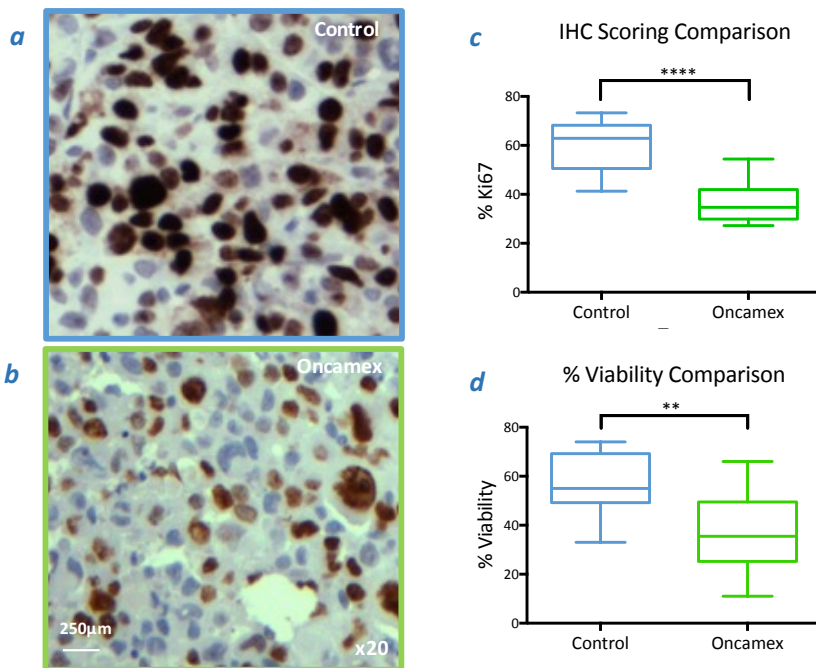 a
Control
b
Oncamex
250µm
x20
c
IHC Scoring Comparison
****
% Ki67
80
60
40
20
0
Control
Oncamex
d
% Viability Comparison
**
% Viability
80
60
40
20
0
Control
Oncamex